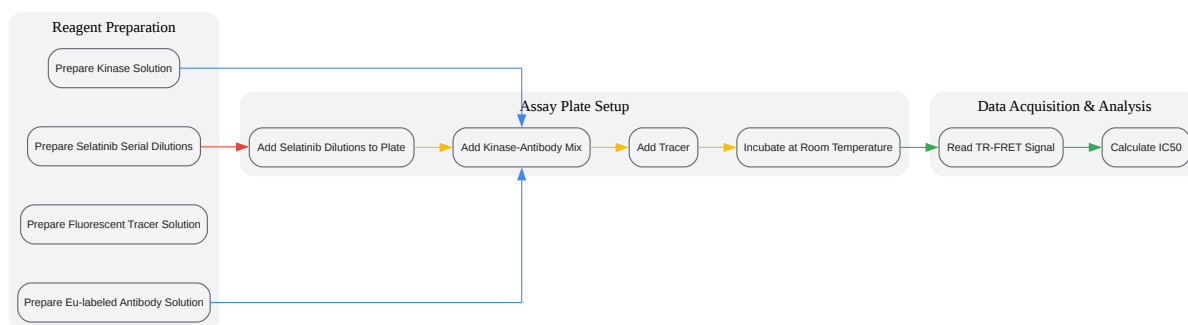 Reagent Preparation
Prepare Kinase Solution
Prepare Selatinib Serial Dilutions
Prepare Fluorescent Tracer Solution
Prepare Eu-labeled Antibody Solution
Assay Plate Setup
Add Selatinib Dilutions to Plate
Add Kinase-Antibody Mix
Add Tracer
Incubate at Room Temperature
Data Acquisition & Analysis
Read TR-FRET Signal
Calculate IC50